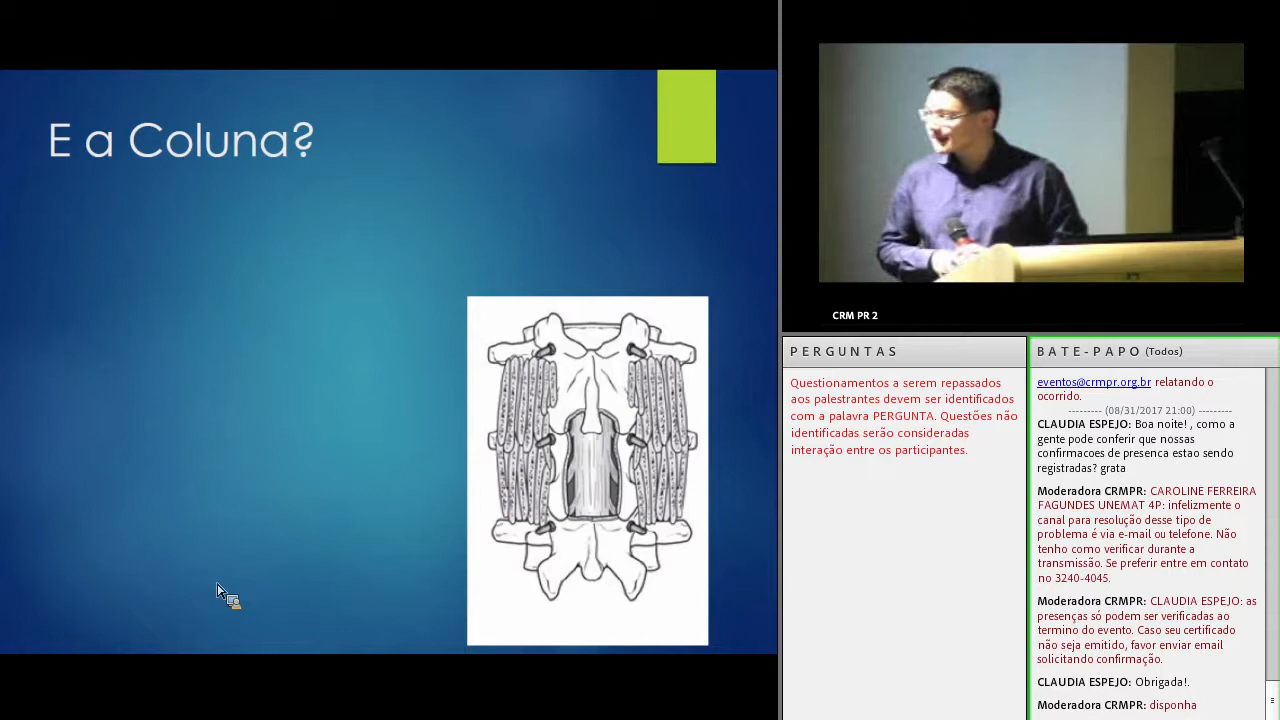 E a Coluna?
CRM PR 2
PERGUNTAS
Questionamentos a serem repassados
aos palestrantes devem ser identificados
com a palavra PERGUNTA. Questões não
identificadas serão consideradas
interação entre os participantes.
BATE-PAPO (Todos)
eventos@crmpr.org.br relatando o
ocorrido.
--------- (08/31/2017 21:00) ---------
CLAUDIA ESPEJO: Boa noite! , como a
gente pode conferir que nossas
confirmacoes de presenca estao sendo
registradas? grata
Moderadora CRMPR: CAROLINE FERREIRA
FAGUNDES UNEMAT 4P: infelizmente o
canal para resolução desse tipo de
problema é via e-mail ou telefone. Não
tenho como verificar durante a
transmissão. Se preferir entre em contato
no 3240-4045.
Moderadora CRMPR: CLAUDIA ESPEJO: as
presenças só podem ser verificadas ao
termino do evento. Caso seu certificado
não seja emitido, favor enviar email
solicitando confirmação.
CLAUDIA ESPEJO: Obrigada!.
Moderadora CRMPR: disponha